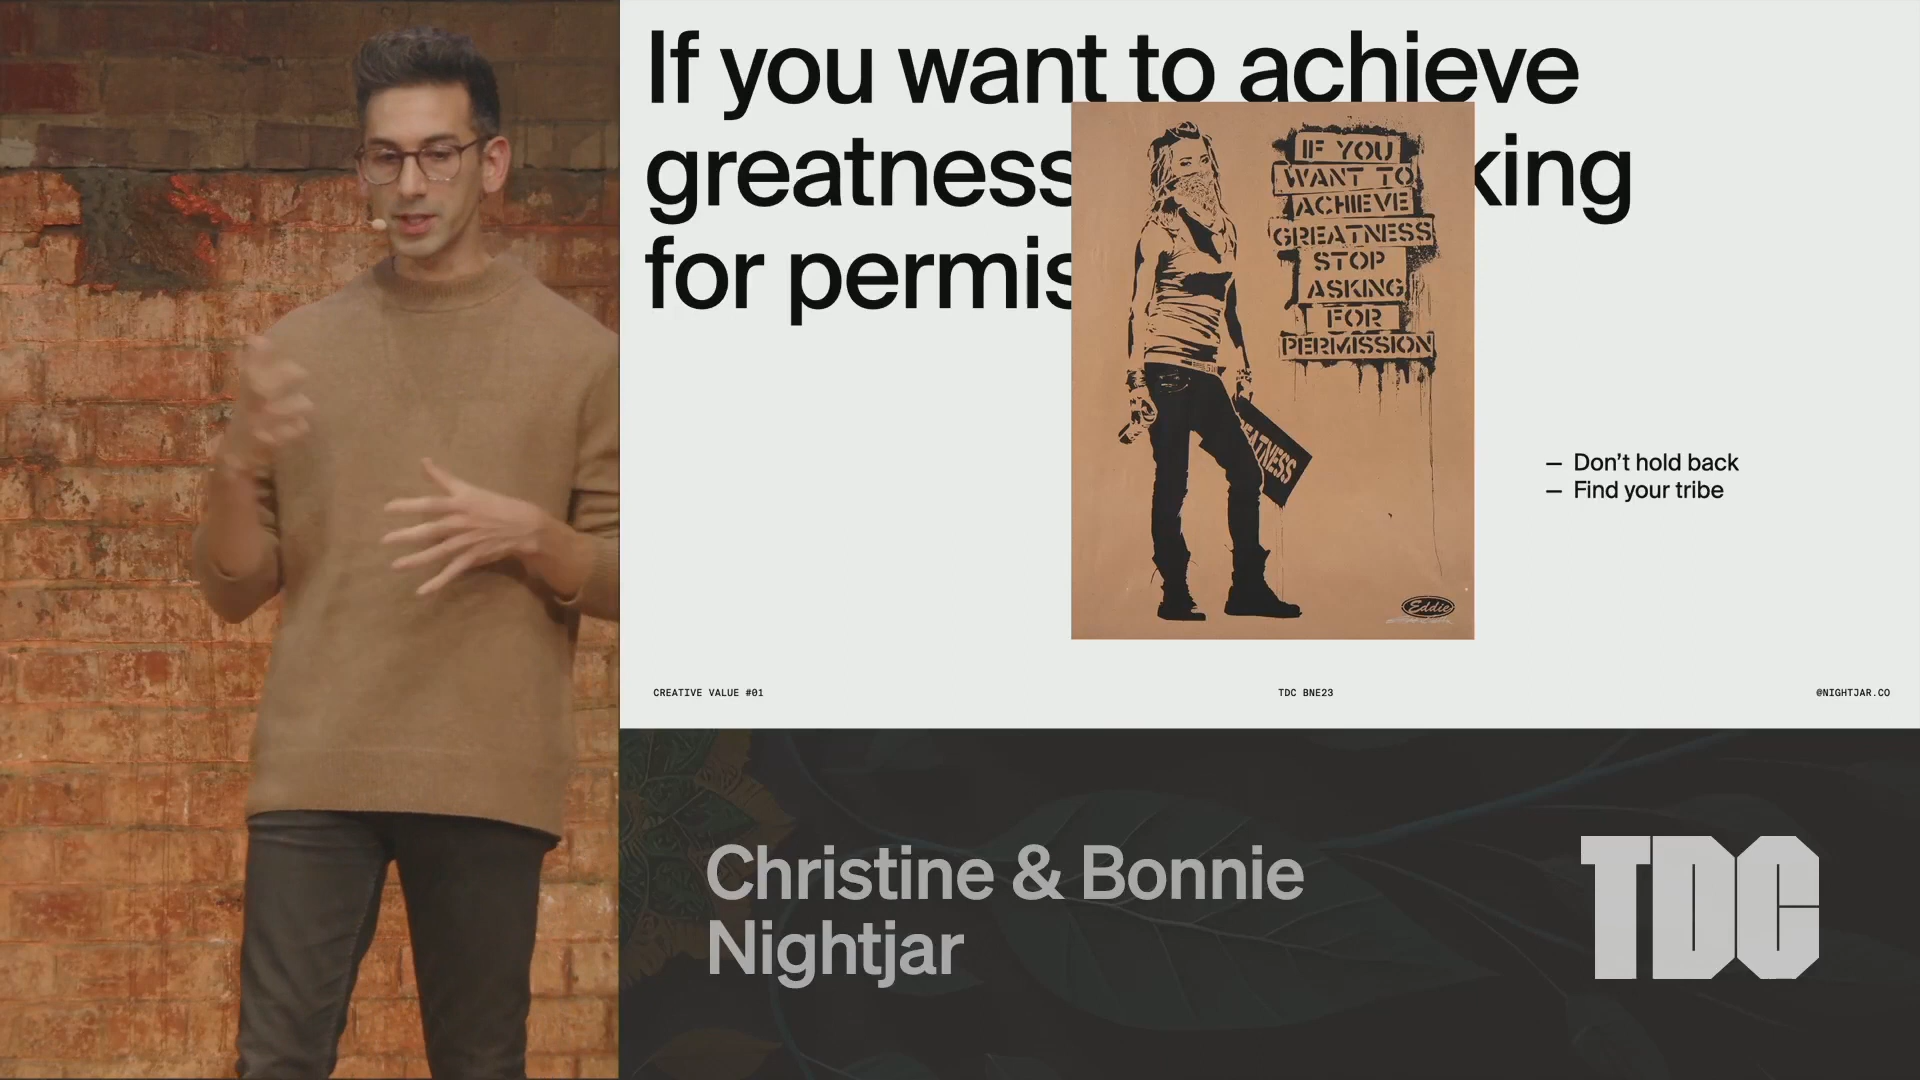 If you want to achieve
greatness king
for permis
IF YOU
WANT TO
ACHIEVE
GREATNESS
STOP
ASKING
FOR
PERMISSION
EATNESS
Eddie
– Don’t hold back
– Find your tribe
CREATIVE VALUE #01
TDC BNE23
@NIGHTJAR.CO
Christine & Bonnie
Nightjar
TDC